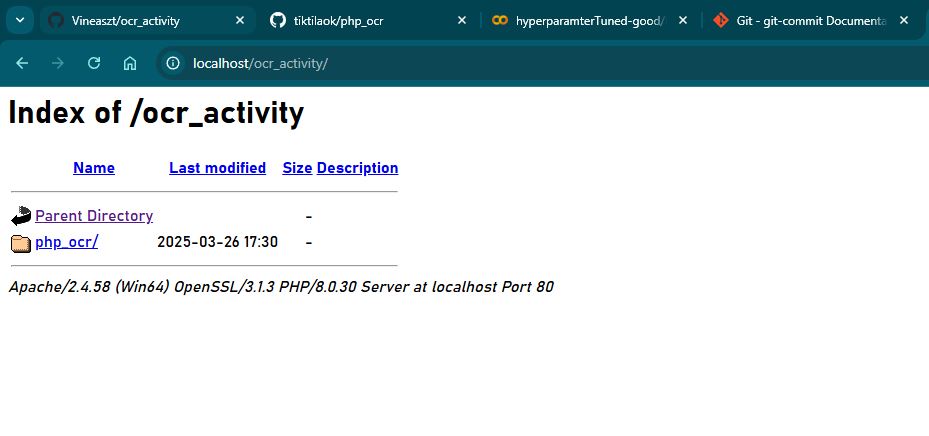 Vineaszt/ocr_activity
tiktilaok/php_ocr
hyperparamterTuned-good/
Git - git-commit Documenta
localhost/ocr_activity/
Index of /ocr_activity
Name Last modified Size Description
Parent Directory -
php_ocr/ 2025-03-26 17:30 -
Apache/2.4.58 (Win64) OpenSSL/3.1.3 PHP/8.0.30 Server at localhost Port 80